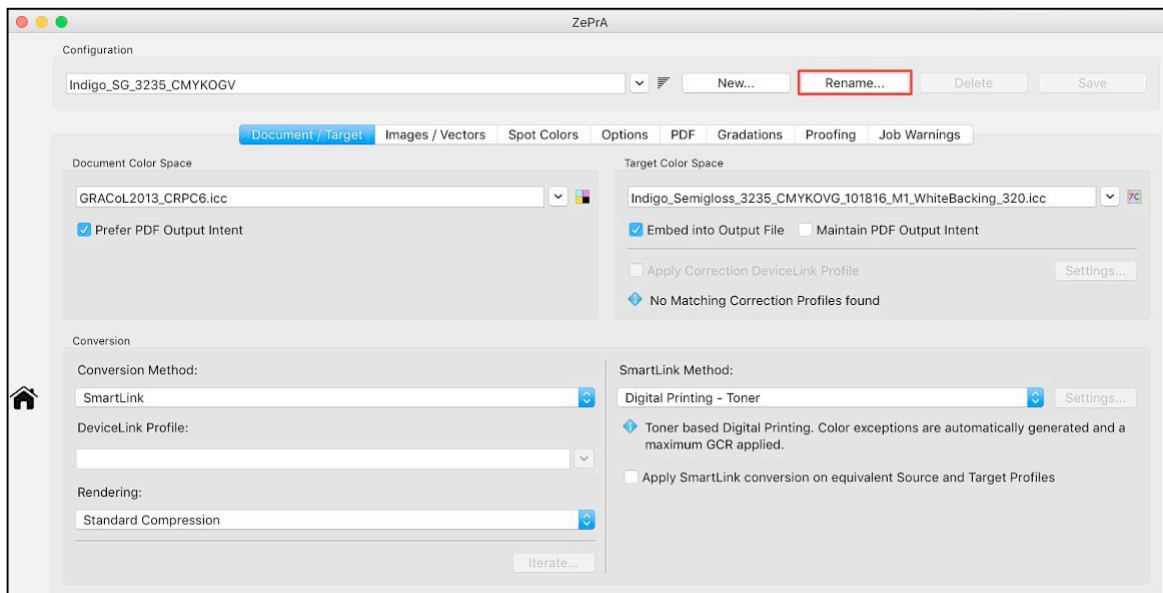 ZePrA
Configuration
Indigo_SG_3235_CMYKOGV
New...
Rename...
Delete
Save
Document / Target
Images / Vectors
Spot Colors
Options
PDF
Gradations
Proofing
Job Warnings
Document Color Space
GRACoL2013_CRPC6.icc
Prefer PDF Output Intent
Target Color Space
Indigo_Semigloss_3235_CMYKOVG_101816_M1_WhiteBacking_320.icc
7C
Embed into Output File
Maintain PDF Output Intent
Apply Correction DeviceLink Profile
Settings...
No Matching Correction Profiles found
Conversion
Conversion Method:
SmartLink
DeviceLink Profile:
Rendering:
Standard Compression
Iterate...
SmartLink Method:
Digital Printing - Toner
Settings...
Toner based Digital Printing. Color exceptions are automatically generated and a
maximum GCR applied.
Apply SmartLink conversion on equivalent Source and Target Profiles